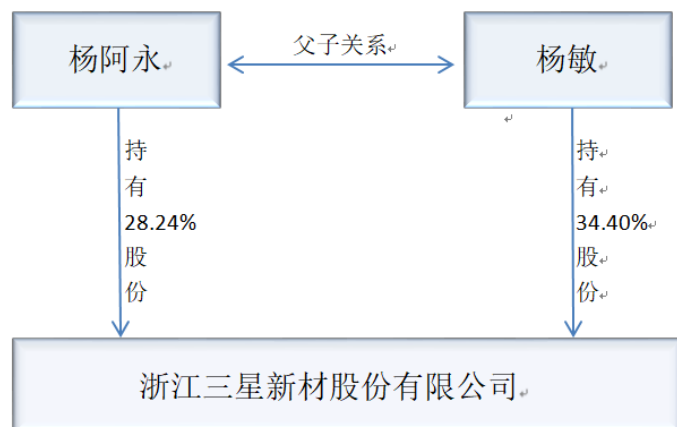 杨阿永
父子关系
杨敏
持
有
28.24%
股
份
持
有
34.40%
股
份
浙江三星新材股份有限公司